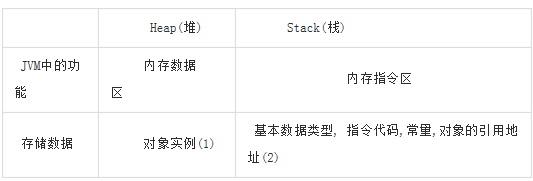 Heap(堆) Stack(栈)
JVM中的功能 内存数据区 内存指令区
存储数据 对象实例(1) 基本数据类型, 指令代码,常量,对象的引用地址(2)